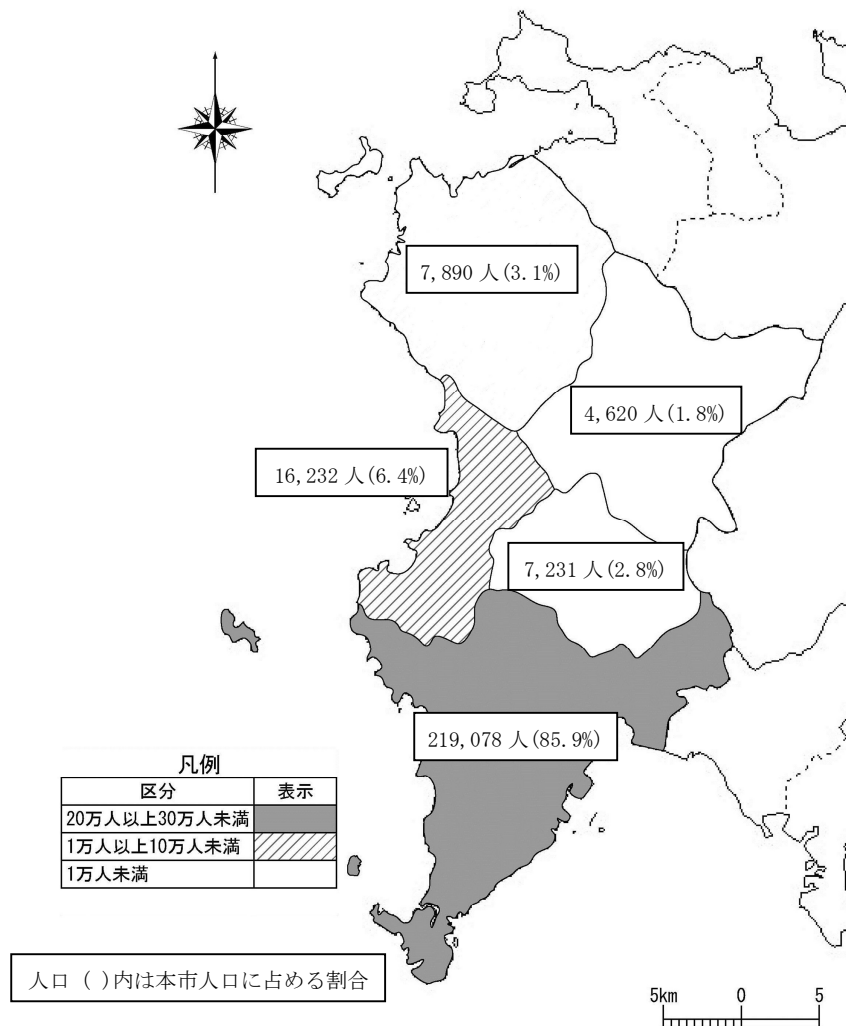 7,890 人(3.1%)
4,620 人(1.8%)
16,232 人(6.4%)
7,231 人(2.8%)
219,078 人(85.9%)
凡例
区分 表示
20万人以上30万人未満
1万人以上10万人未満
1万人未満
人口 ( )内は本市人口に占める割合
5km 0 5